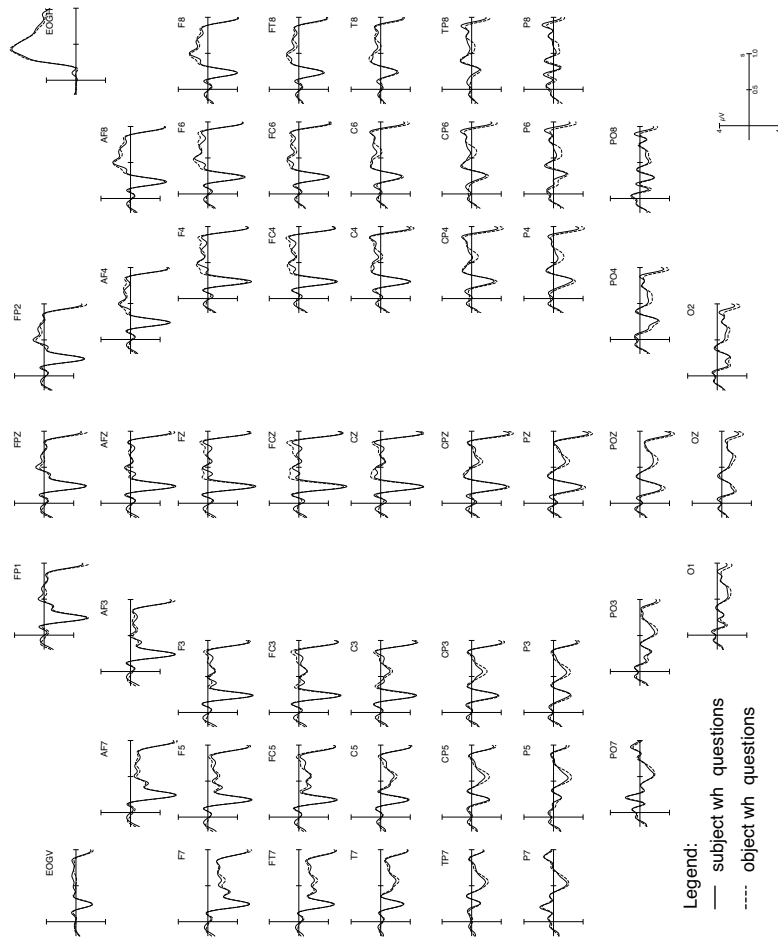 EOGV FP1 FPZ FP2 EOGH
AF7 AF3 AFZ AF4 AF8
F7 F5 F3 FZ F4 F6 F8
FT7 FC5 FC3 FCZ FC4 FC6 FT8
T7 C5 C3 CZ C4 C6 T8
TP7 CP5 CP3 CPZ CP4 CP6 TP8
P7 P5 P3 PZ P4 P6 P8
PO7 PO3 POZ PO4 PO8
O1 OZ O2
Legend:
subject wh questions
object wh questions
4 µV
s
0.5 1.0